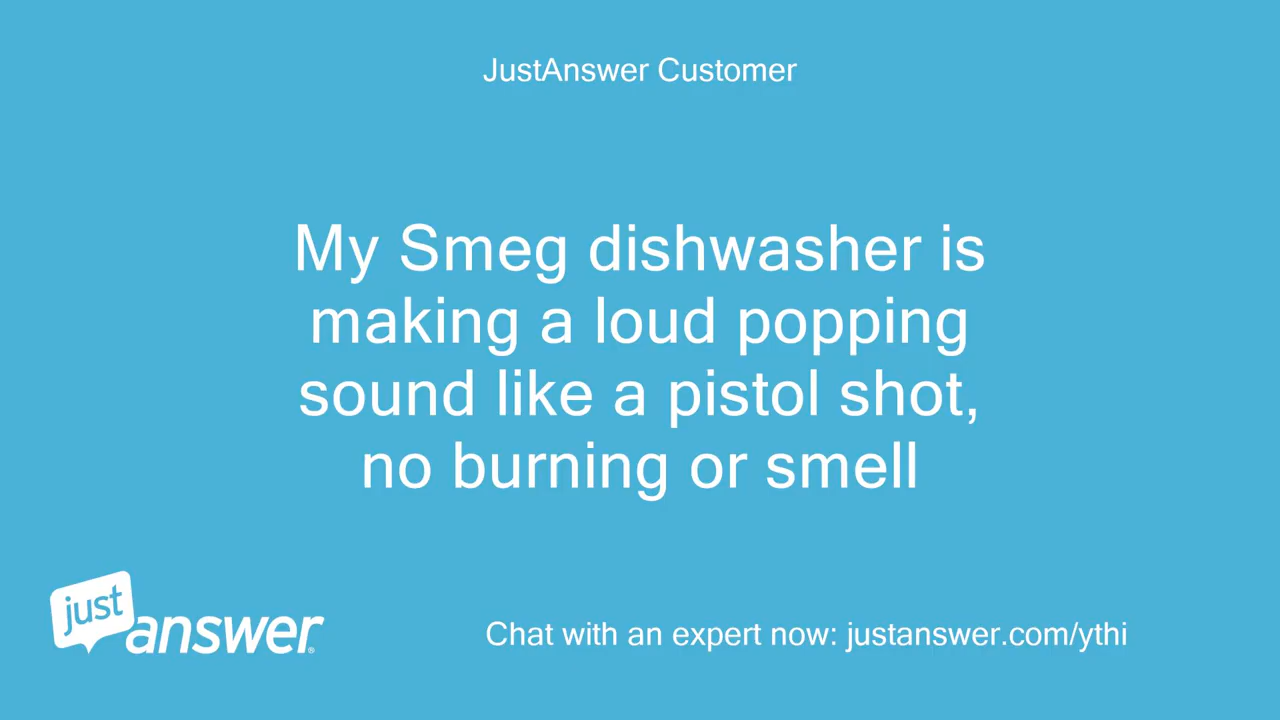 JustAnswer Customer
My Smeg dishwasher is
making a loud popping
sound like a pistol shot,
no burning or smell
just
answer®
Chat with an expert now: justanswer.com/ythi